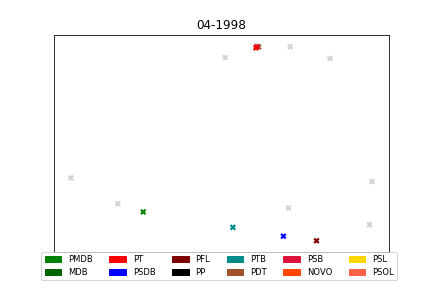 04-1998
PMDB PT PFL PTB PSB PSL
MDB PSDB PP PDT NOVO PSOL